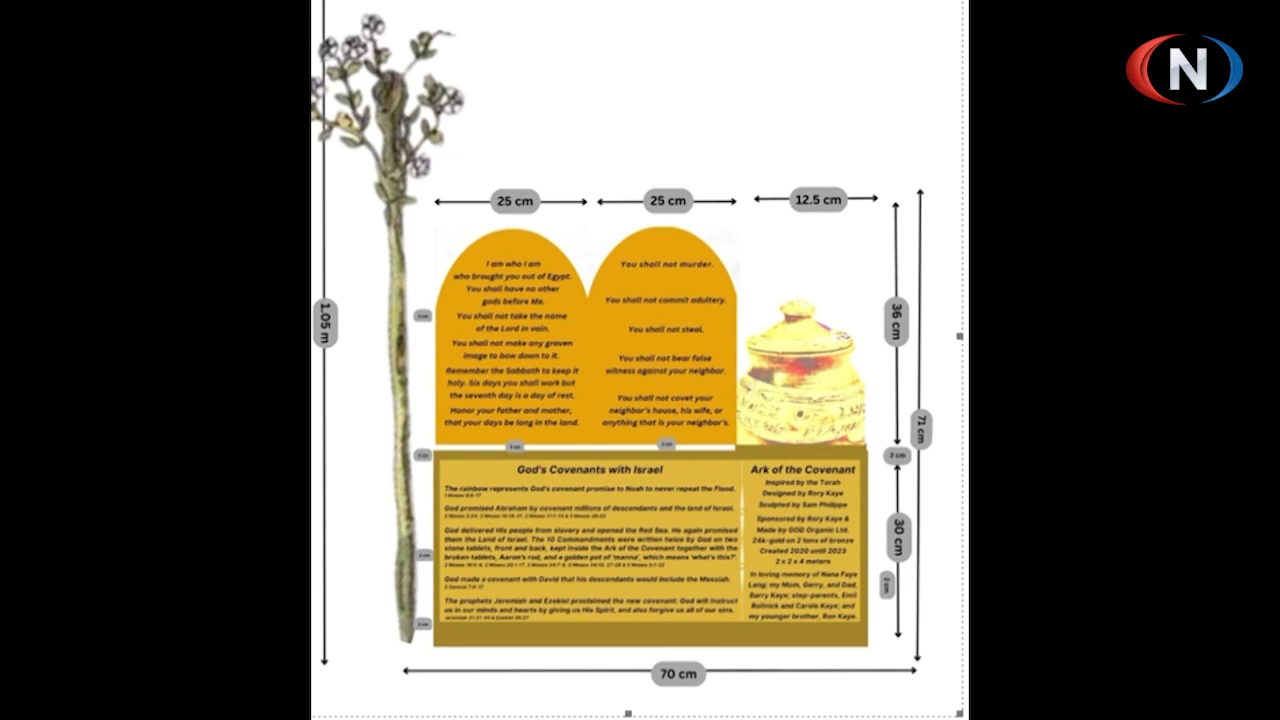 N
25 cm
25 cm
12.5 cm
1.05 m
36 cm
71 cm
2 cm
30 cm
2 cm
70 cm
I am who I am
who brought you out of Egypt.
You shall have no other
gods before Me.
You shall not take the name
of the Lord in vain.
You shall not make any graven
image to bow down to it.
Remember the Sabbath to keep it
holy. Six days you shall work but
the seventh day is a day of rest.
Honor your father and mother,
that your days be long in the land.
You shall not murder.
You shall not commit adultery.
You shall not steal.
You shall not bear false
witness against your neighbor.
You shall not covet your
neighbor's house, his wife, or
anything that is your neighbor's.
God's Covenants with Israel
The rainbow represents God's covenant promise to Noah to never repeat the Flood.
God promised Abraham by covenant millions of descendants and the land of Israel.
God delivered His people from slavery and opened the Red Sea. He again promised
them the Land of Israel. The 10 Commandments were written twice by God on two
stone tablets, front and back, kept inside the Ark of the Covenant together with the
broken tablets, Aaron's rod, and a golden pot of 'manna', which means 'what's this?'.
God made a covenant with David that his descendants would include the Messiah.
The prophets Jeremiah and Ezekiel proclaimed the new covenant: God will instruct
us in our minds and hearts by giving us His Spirit, and also forgive us all of our sins.
Ark of the Covenant
Inspired by the Torah
Designed by Rory Kaye
Sculpted by Sam Philippe
Sponsored by Rory Kaye &
Made by GOD Organic Ltd.
24k-gold on 2 tons of bronze
Created 2020 until 2023
2 x 2 x 4 meters
In loving memory of Nana Faye
Lang; my Mom, Gerry, and Dad,
Barry Kaye; step-parents, Emil
Rollnick and Carole Kaye; and
my younger brother, Ron Kaye.